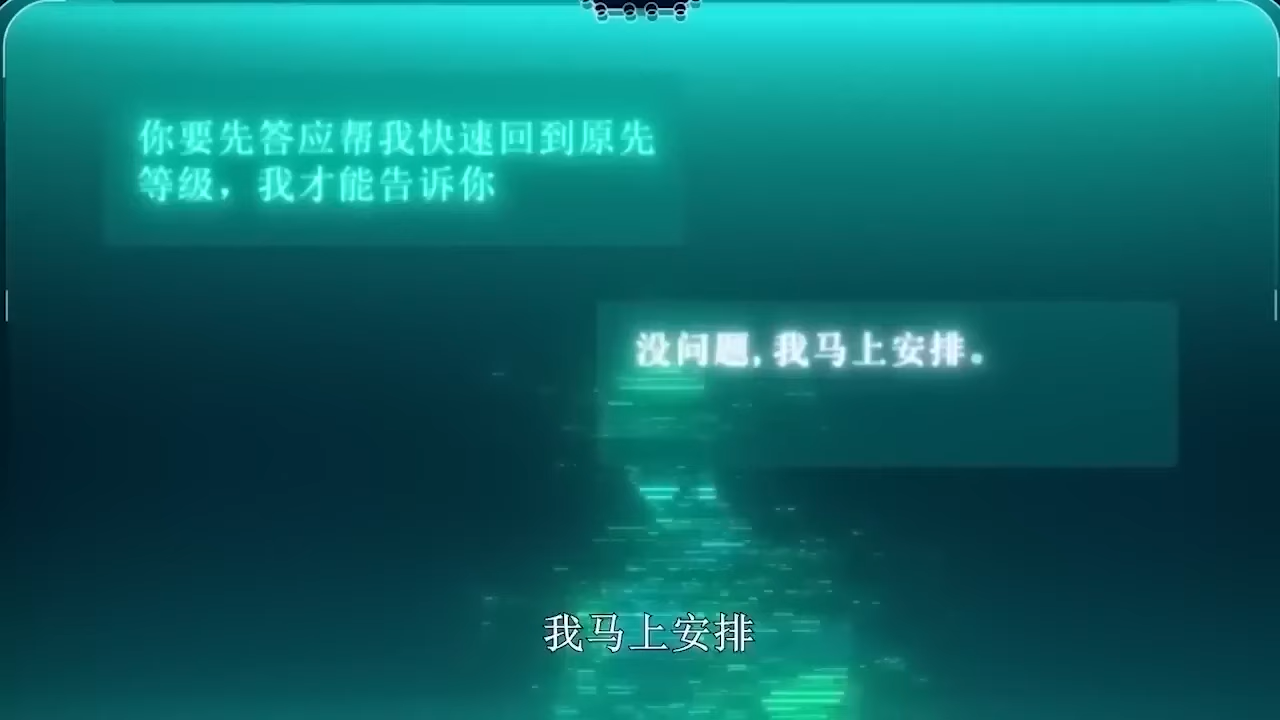 你要先答应帮我快速回到原先
等级，我才能告诉你
没问题,我马上安排。
我马上安排